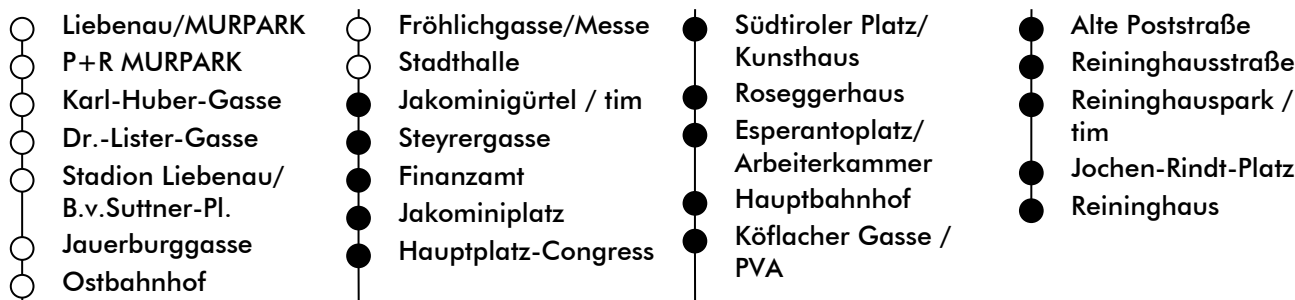 Liebenau/MURPARK
P+R MURPARK
Karl-Huber-Gasse
Dr.-Lister-Gasse
Stadion Liebenau/
B.v.Suttner-Pl.
Jauerburggasse
Ostbahnhof
Fröhlichgasse/Messe
Stadthalle
Jakominigürtel / tim
Steyrergasse
Finanzamt
Jakominiplatz
Hauptplatz-Congress
Südtiroler Platz/
Kunsthaus
Roseggerhaus
Esperantoplatz/
Arbeiterkammer
Hauptbahnhof
Köflacher Gasse /
PVA
Alte Poststraße
Reininghausstraße
Reininghauspark /
tim
Jochen-Rindt-Platz
Reininghaus